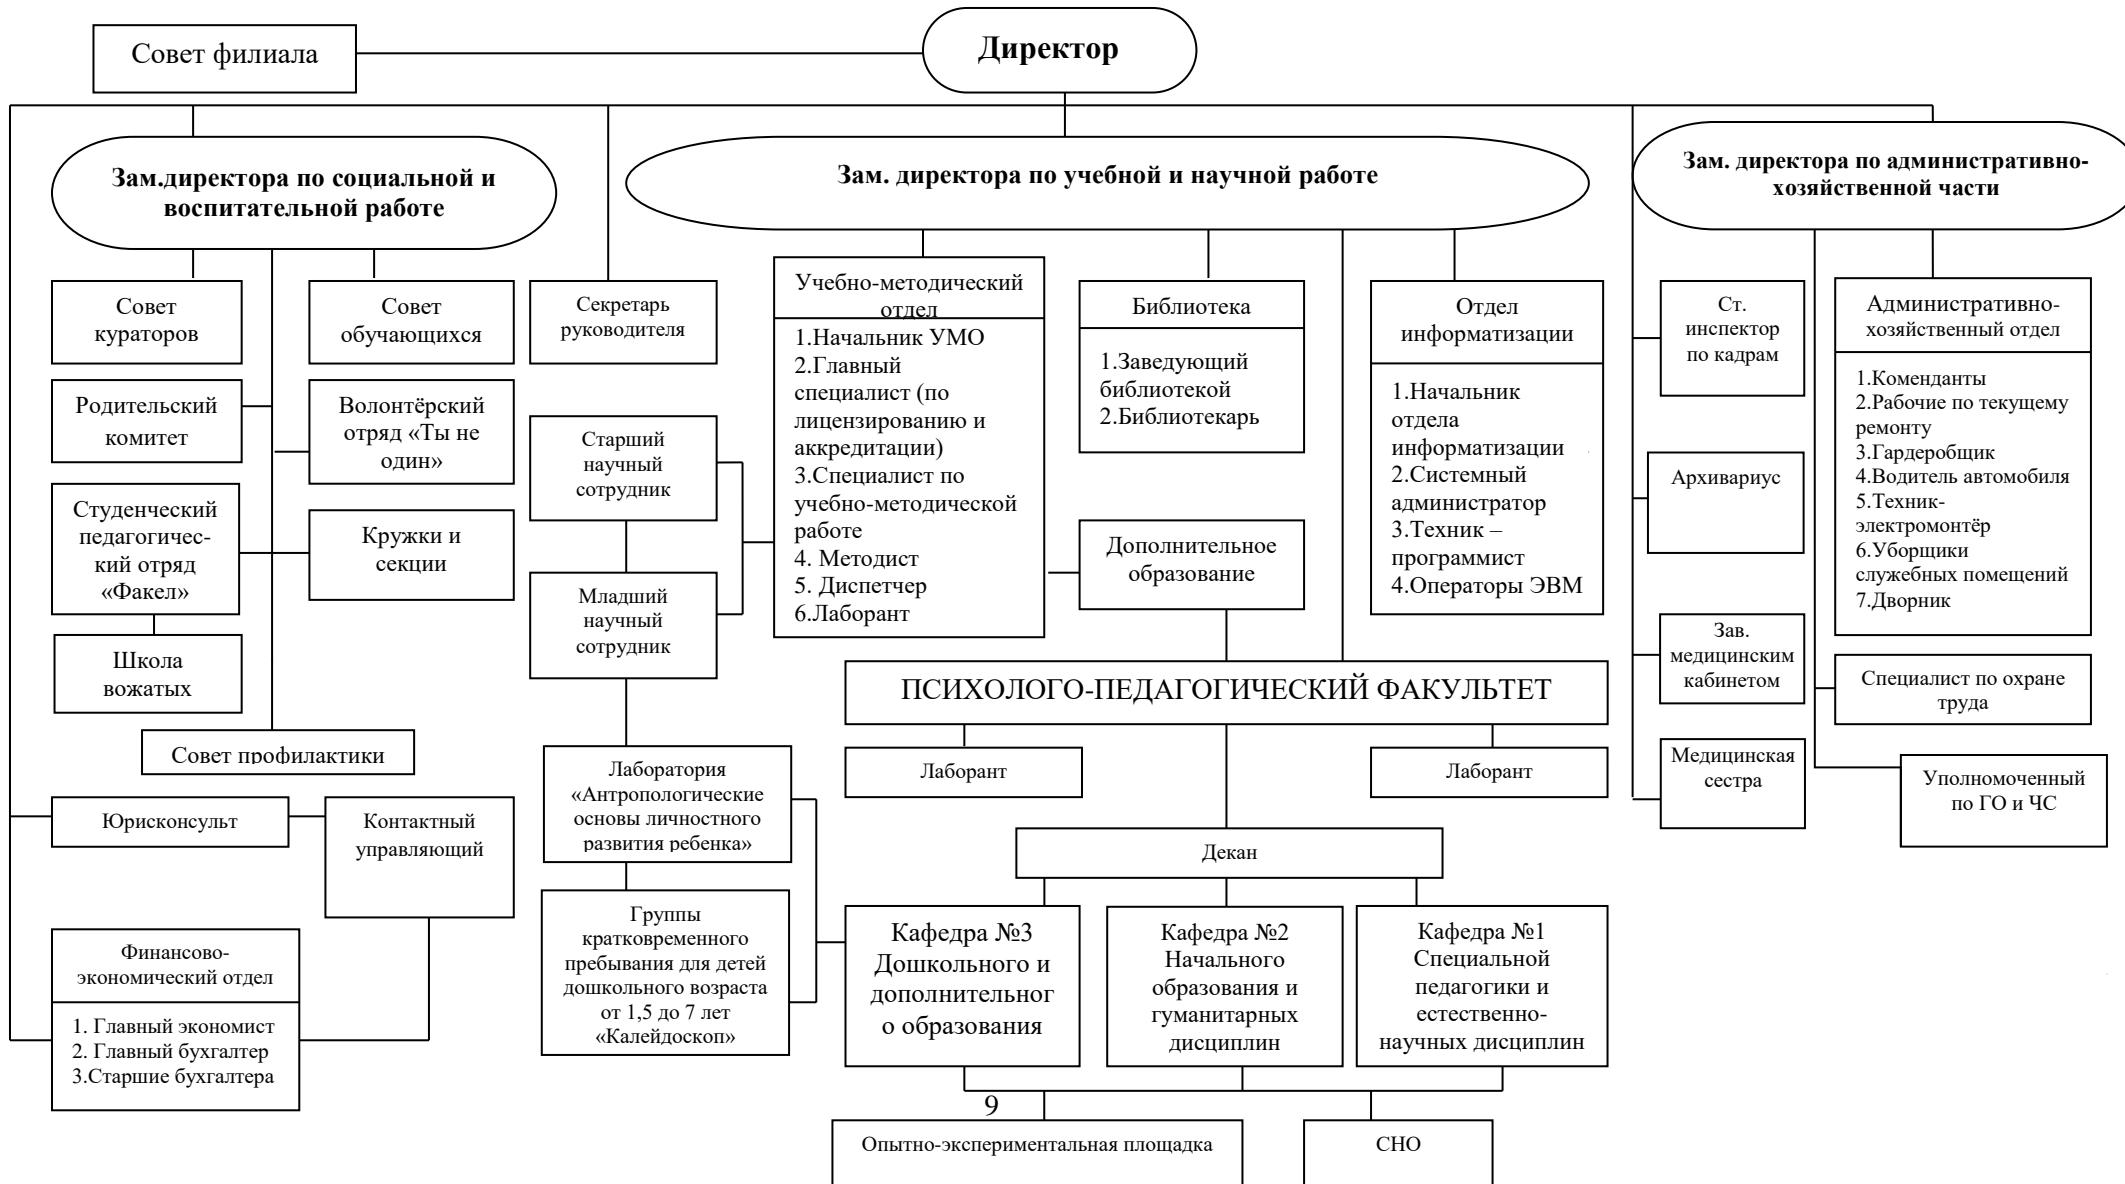 Совет филиала
Директор
Зам.директора по социальной и
воспитательной работе
Зам. директора по учебной и научной работе
Зам. директора по административно-
хозяйственной части
Совет
кураторов
Совет
обучающихся
Родительский
комитет
Волонтёрский
отряд «Ты не
один»
Студенческий
педагогичес-
кий отряд
«Факел»
Кружки и
секции
Школа
вожатых
Совет профилактики
Юрисконсульт
Контактный
управляющий
Финансово-
экономический отдел
1. Главный экономист
2. Главный бухгалтер
3.Старшие бухгалтера
Секретарь
руководителя
Старший
научный
сотрудник
Младший
научный
сотрудник
Лаборатория
«Антропологические
основы личностного
развития ребенка»
Группы
кратковременного
пребывания для детей
дошкольного возраста
от 1,5 до 7 лет
«Калейдоскоп»
Учебно-методический
отдел
1.Начальник УМО
2.Главный
специалист (по
лицензированию и
аккредитации)
3.Специалист по
учебно-методической
работе
4. Методист
5. Диспетчер
6.Лаборант
Библиотека
1.Заведующий
библиотекой
2.Библиотекарь
Дополнительное
образование
Отдел
информатизации
1.Начальник
отдела
информатизации
2.Системный
администратор
3.Техник –
программист
4.Операторы ЭВМ
ПСИХОЛОГО-ПЕДАГОГИЧЕСКИЙ ФАКУЛЬТЕТ
Лаборант
Лаборант
Декан
Кафедра №3
Дошкольного и
дополнительног
о образования
Кафедра №2
Начального
образования и
гуманитарных
дисциплин
Кафедра №1
Специальной
педагогики и
естественно-
научных дисциплин
9
Опытно-экспериментальная площадка
СНО
Ст.
инспектор
по кадрам
Архивариус
Зав.
медицинским
кабинетом
Медицинская
сестра
Административно-
хозяйственный отдел
1.Коменданты
2.Рабочие по текущему
ремонту
3.Гардеробщик
4.Водитель автомобиля
5.Техник-
электромонтёр
6.Уборщики
служебных помещений
7.Дворник
Специалист по охране
труда
Уполномоченный
по ГО и ЧС